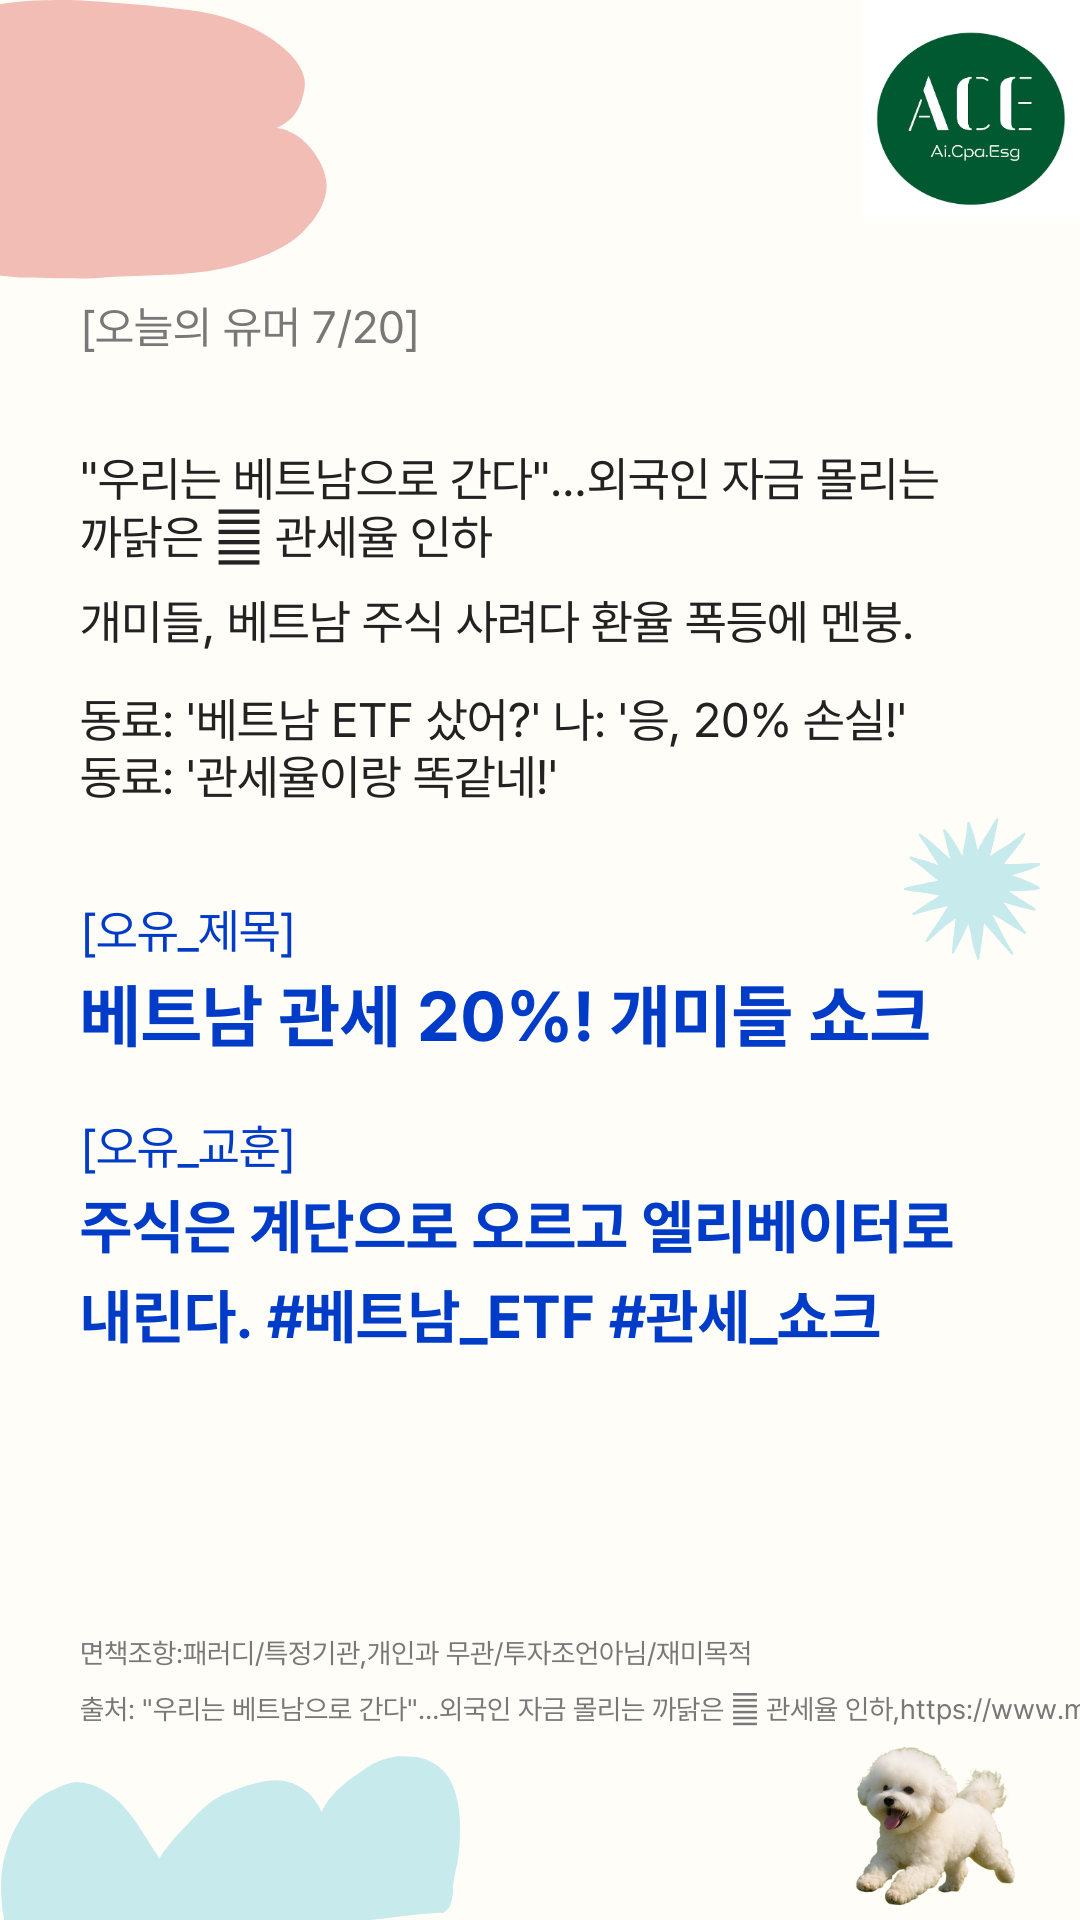 ACE
Ai.Cpa.Esg
[오늘의 유머 7/20]
"우리는 베트남으로 간다"...외국인 자금 몰리는
까닭은 ䷁ 관세율 인하
개미들, 베트남 주식 사려다 환율 폭등에 멘붕.
동료: '베트남 ETF 샀어?' 나: '응, 20% 손실!'
동료: '관세율이랑 똑같네!'
[오유_제목]
베트남 관세 20%! 개미들 쇼크
[오유_교훈]
주식은 계단으로 오르고 엘리베이터로
내린다. #베트남_ETF #관세_쇼크
면책조항:패러디/특정기관,개인과 무관/투자조언아님/재미목적
출처: "우리는 베트남으로 간다"...외국인 자금 몰리는 까닭은 ䷁ 관세율 인하,https://www.m